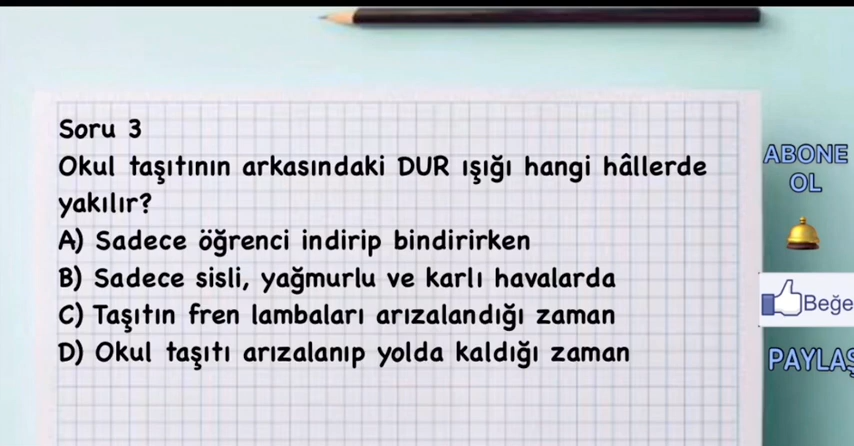 Soru 3
Okul taşıtının arkasındaki DUR ışığı hangi hâllerde
yakılır?
A) Sadece öğrenci indirip bindirirken
B) Sadece sisli, yağmurlu ve karlı havalarda
C) Taşıtın fren lambaları arızalandığı zaman
D) Okul taşıtı arızalanıp yolda kaldığı zaman
ABONE
OL
Beğe
PAYLAŞ